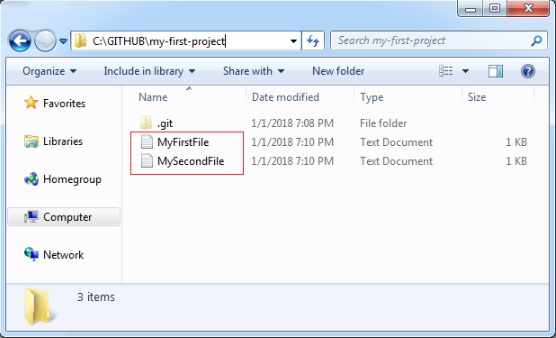 C:\GITHUB\my-first-project
Search my-first-project
Organize
Include in library
Share with
New folder
Name Date modified Type Size
Favorites
Libraries
Homegroup
Computer
Network
.git 1/1/2018 7:08 PM File folder
MyFirstFile 1/1/2018 7:10 PM Text Document 1 KB
MySecondFile 1/1/2018 7:10 PM Text Document 1 KB
3 items